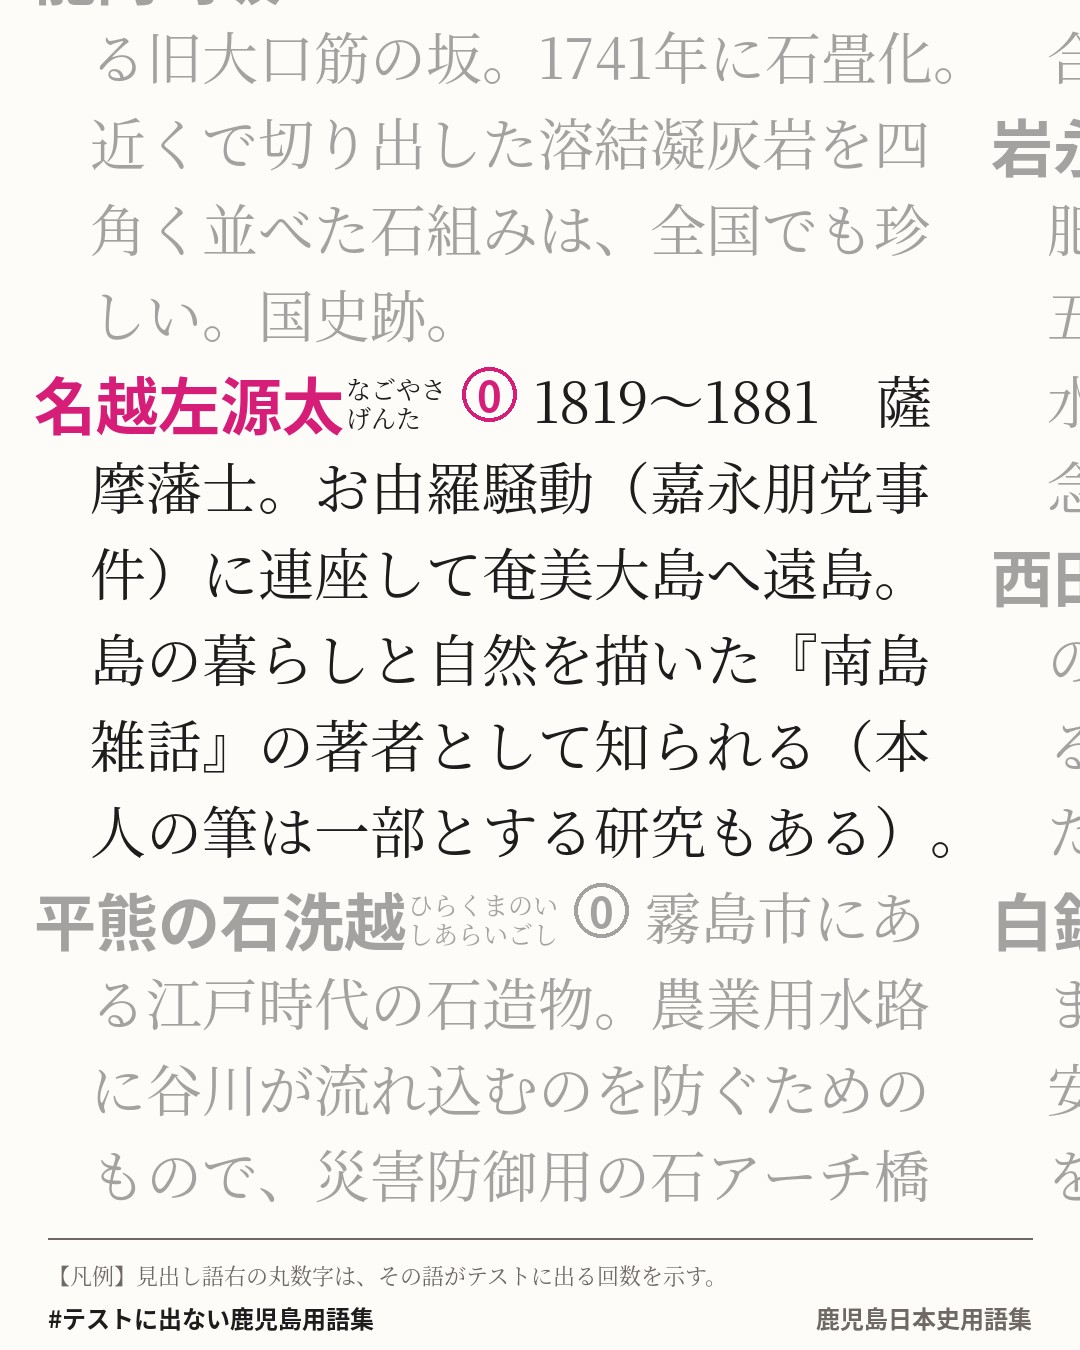 る旧大口筋の坂。1741年に石畳化。
近くで切り出した溶結凝灰岩を四
角く並べた石組みは、全国でも珍
しい。国史跡。
名越左源太 なごやさげんた 0 1819〜1881　薩
摩藩士。お由羅騒動（嘉永朋党事
件）に連座して奄美大島へ遠島。
島の暮らしと自然を描いた『南島
雑話』の著者として知られる（本
人の筆は一部とする研究もある）。
平熊の石洗越 ひらくまのいしあらいごし 0 霧島市にあ
る江戸時代の石造物。農業用水路
に谷川が流れ込むのを防ぐための
もので、災害防御用の石アーチ橋
岩永
五
水
念
西田
の
る
た
ま
安
を
【凡例】見出し語右の丸数字は、その語がテストに出る回数を示す。
#テストに出ない鹿児島用語集
鹿児島日本史用語集